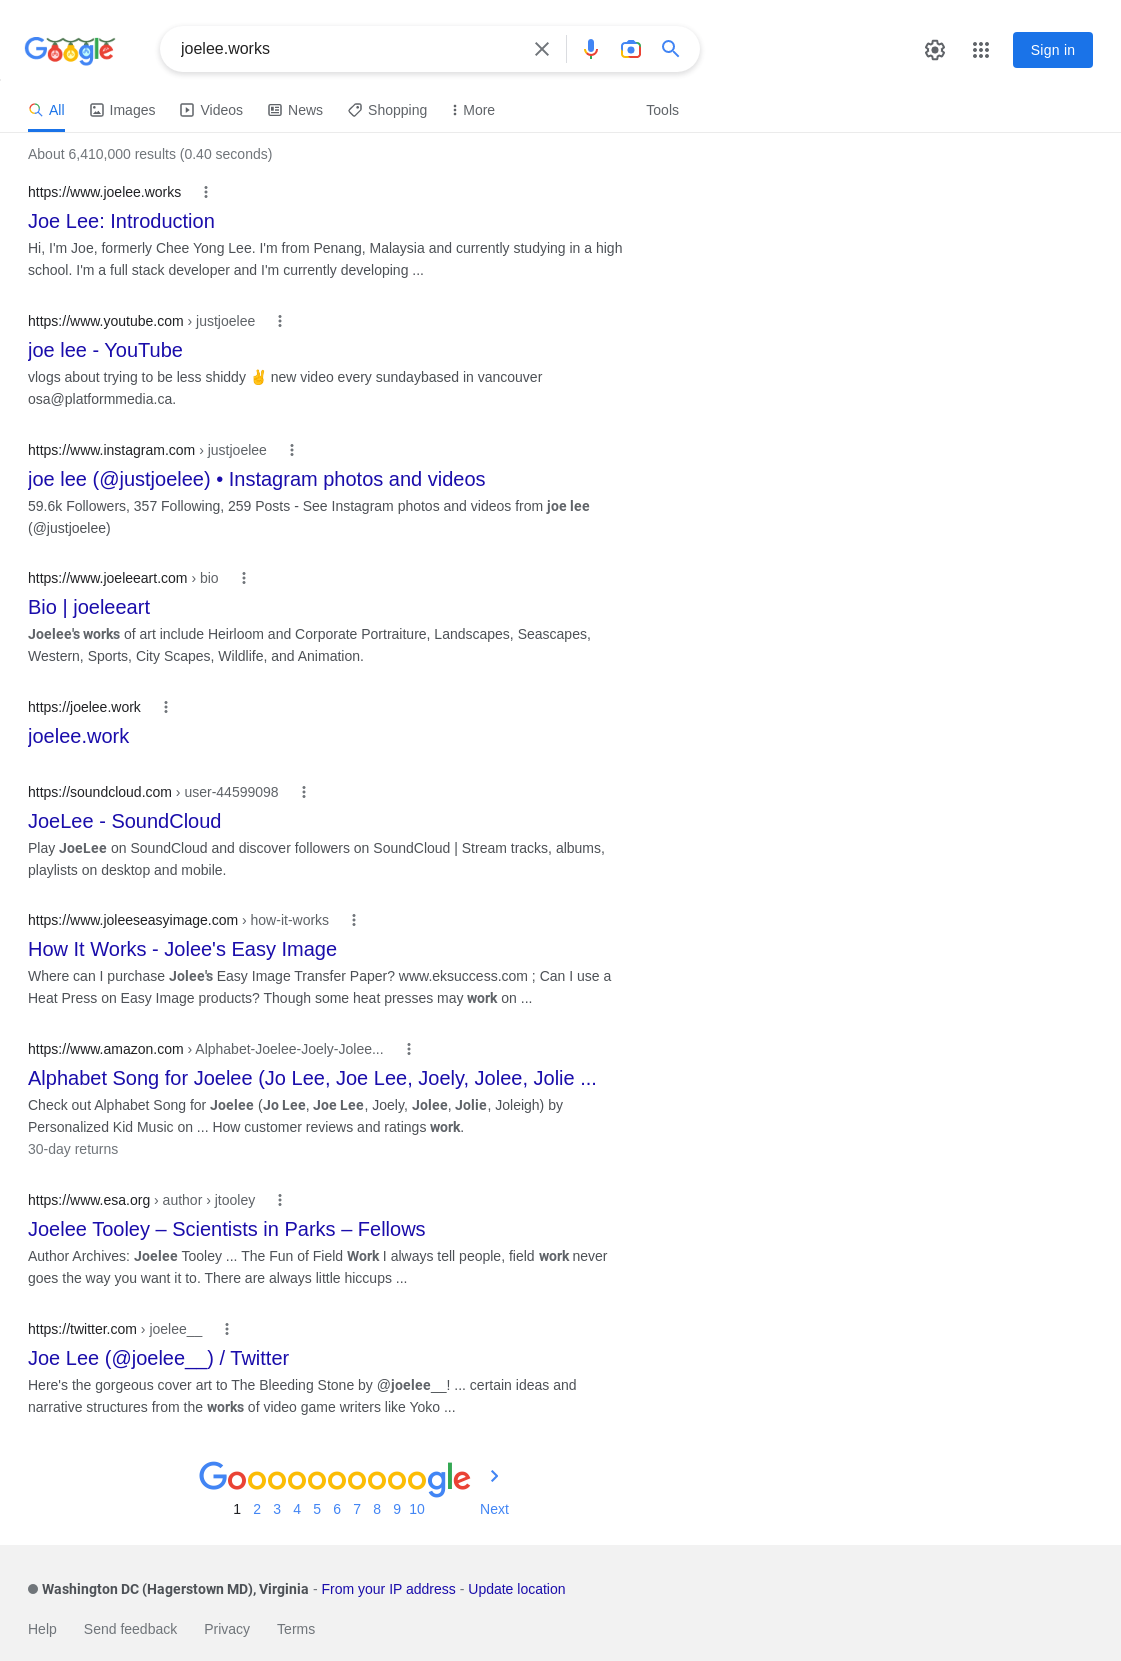 Google
joelee.works
Sign in
All Images Videos News Shopping More Tools
About 6,410,000 results (0.40 seconds)
https://www.joelee.works
Joe Lee: Introduction
Hi, I'm Joe, formerly Chee Yong Lee. I'm from Penang, Malaysia and currently studying in a high
school. I'm a full stack developer and I'm currently developing ...
https://www.youtube.com › justjoelee
joe lee - YouTube
vlogs about trying to be less shiddy ✌ new video every sundaybased in vancouver
osa@platformmedia.ca.
https://www.instagram.com › justjoelee
joe lee (@justjoelee) • Instagram photos and videos
59.6k Followers, 357 Following, 259 Posts - See Instagram photos and videos from joe lee
(@justjoelee)
https://www.joeleeart.com › bio
Bio | joeleeart
Joelee's works of art include Heirloom and Corporate Portraiture, Landscapes, Seascapes,
Western, Sports, City Scapes, Wildlife, and Animation.
https://joelee.work
joelee.work
https://soundcloud.com › user-44599098
JoeLee - SoundCloud
Play JoeLee on SoundCloud and discover followers on SoundCloud | Stream tracks, albums,
playlists on desktop and mobile.
https://www.joleeseasyimage.com › how-it-works
How It Works - Jolee's Easy Image
Where can I purchase Jolee's Easy Image Transfer Paper? www.eksuccess.com ; Can I use a
Heat Press on Easy Image products? Though some heat presses may work on ...
https://www.amazon.com › Alphabet-Joelee-Joely-Jolee...
Alphabet Song for Joelee (Jo Lee, Joe Lee, Joely, Jolee, Jolie ...
Check out Alphabet Song for Joelee (Jo Lee, Joe Lee, Joely, Jolee, Jolie, Joleigh) by
Personalized Kid Music on ... How customer reviews and ratings work.
30-day returns
https://www.esa.org › author › jtooley
Joelee Tooley – Scientists in Parks – Fellows
Author Archives: Joelee Tooley ... The Fun of Field Work I always tell people, field work never
goes the way you want it to. There are always little hiccups ...
https://twitter.com › joelee__
Joe Lee (@joelee__) / Twitter
Here's the gorgeous cover art to The Bleeding Stone by @joelee__! ... certain ideas and
narrative structures from the works of video game writers like Yoko ...
Goooooooooogle
1 2 3 4 5 6 7 8 9 10 Next
Washington DC (Hagerstown MD), Virginia - From your IP address - Update location
Help Send feedback Privacy Terms